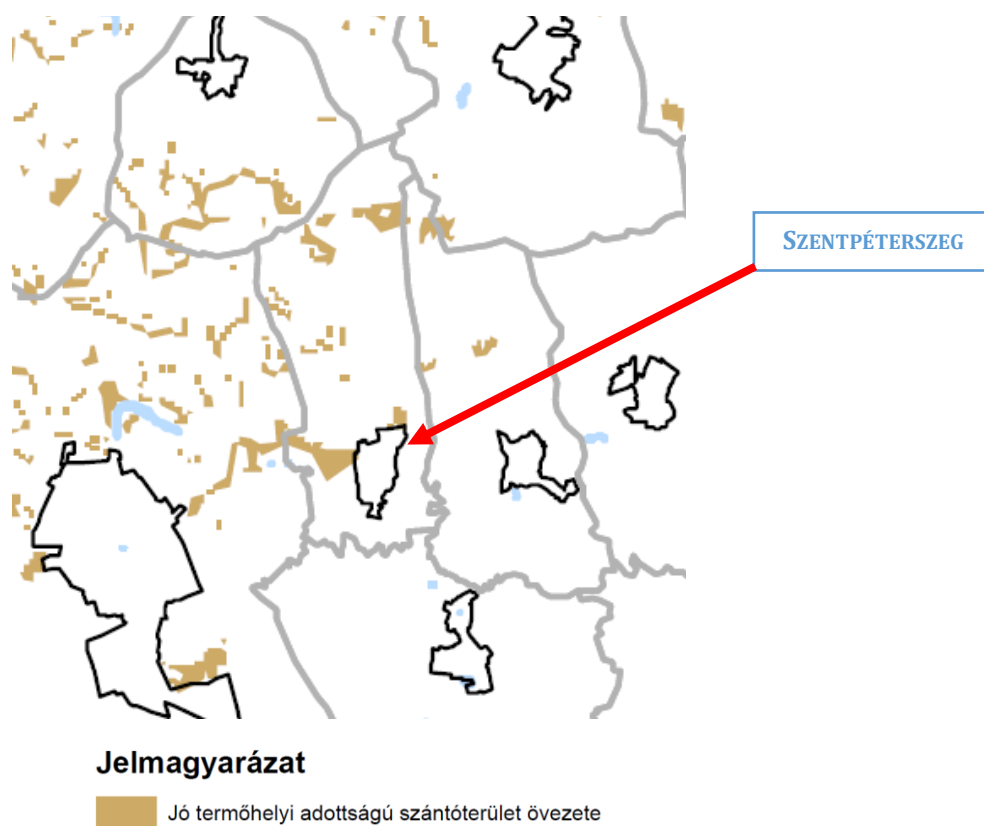 SZENTPÉTERSZEG
Jelmagyarázat
Jó termőhelyi adottságú szántóterület övezete